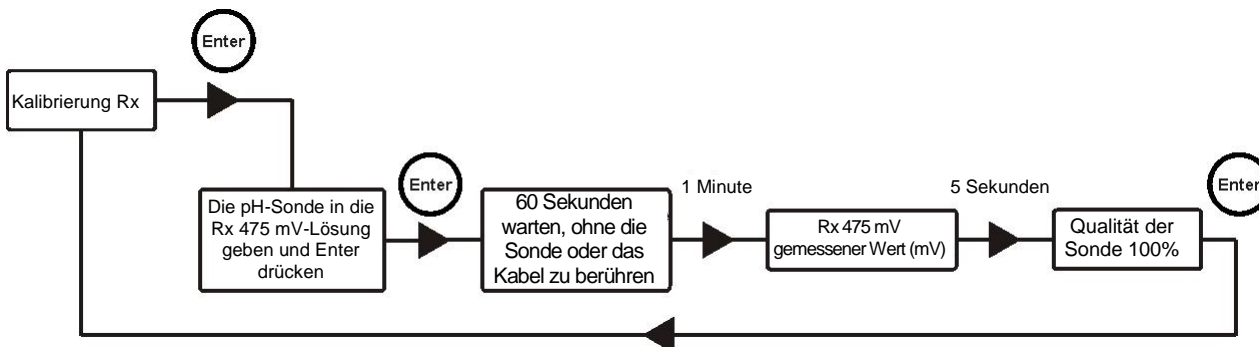 Enter
Kalibrierung Rx
Die pH-Sonde in die
Rx 475 mV-Lösung
geben und Enter
drücken
Enter
60 Sekunden
warten, ohne die
Sonde oder das
Kabel zu berühren
1 Minute
Rx 475 mV
gemessener Wert (mV)
5 Sekunden
Qualität der
Sonde 100%
Enter